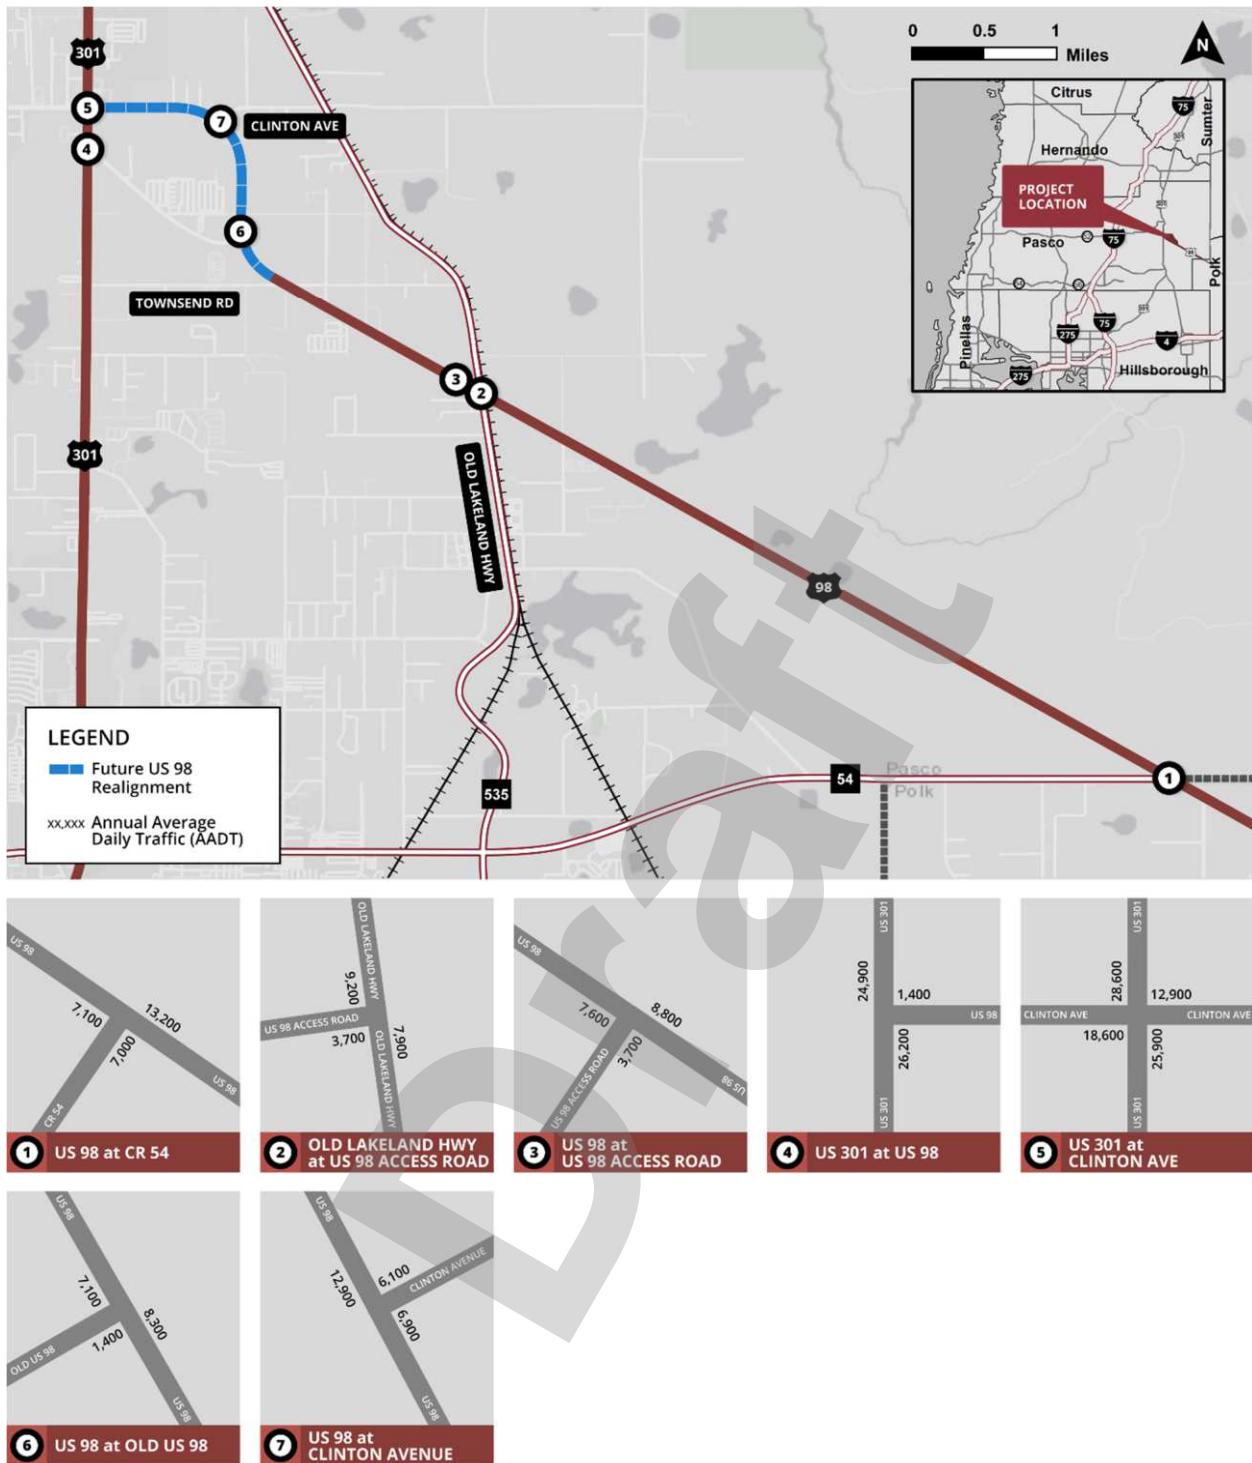 301
5
7
CLINTON AVE
4
6
TOWNSEND RD
3
2
301
OLD LAKELAND HWY
98
1
54
535
Pasco
Polk
0 0.5 1
Miles
N
Citrus
75
Sumter
Hernando
PROJECT
LOCATION
Pasco
75
Polk
Pinellas
275
75
4
275
Hillsborough
LEGEND
Future US 98
Realignment
xx,xxx Annual Average
Daily Traffic (AADT)
Draft
US 98
7,100
13,200
7,000
CR 54
US 98
1 US 98 at CR 54
OLD LAKELAND HWY
9,200
US 98 ACCESS ROAD
3,700
7,900
OLD LAKELAND HWY
2 OLD LAKELAND HWY
at US 98 ACCESS ROAD
US 98
7,600
8,800
3,700
US 98 ACCESS ROAD
US 98
3 US 98 at
US 98 ACCESS ROAD
US 301
24,900
1,400
US 98
26,200
US 301
4 US 301 at US 98
US 301
28,600
12,900
CLINTON AVE
CLINTON AVE
18,600
25,900
US 301
5 US 301 at
CLINTON AVE
US 98
7,100
8,300
1,400
OLD US 98
US 98
6 US 98 at OLD US 98
US 98
12,900
6,100
CLINTON AVENUE
6,900
US 98
7 US 98 at
CLINTON AVENUE